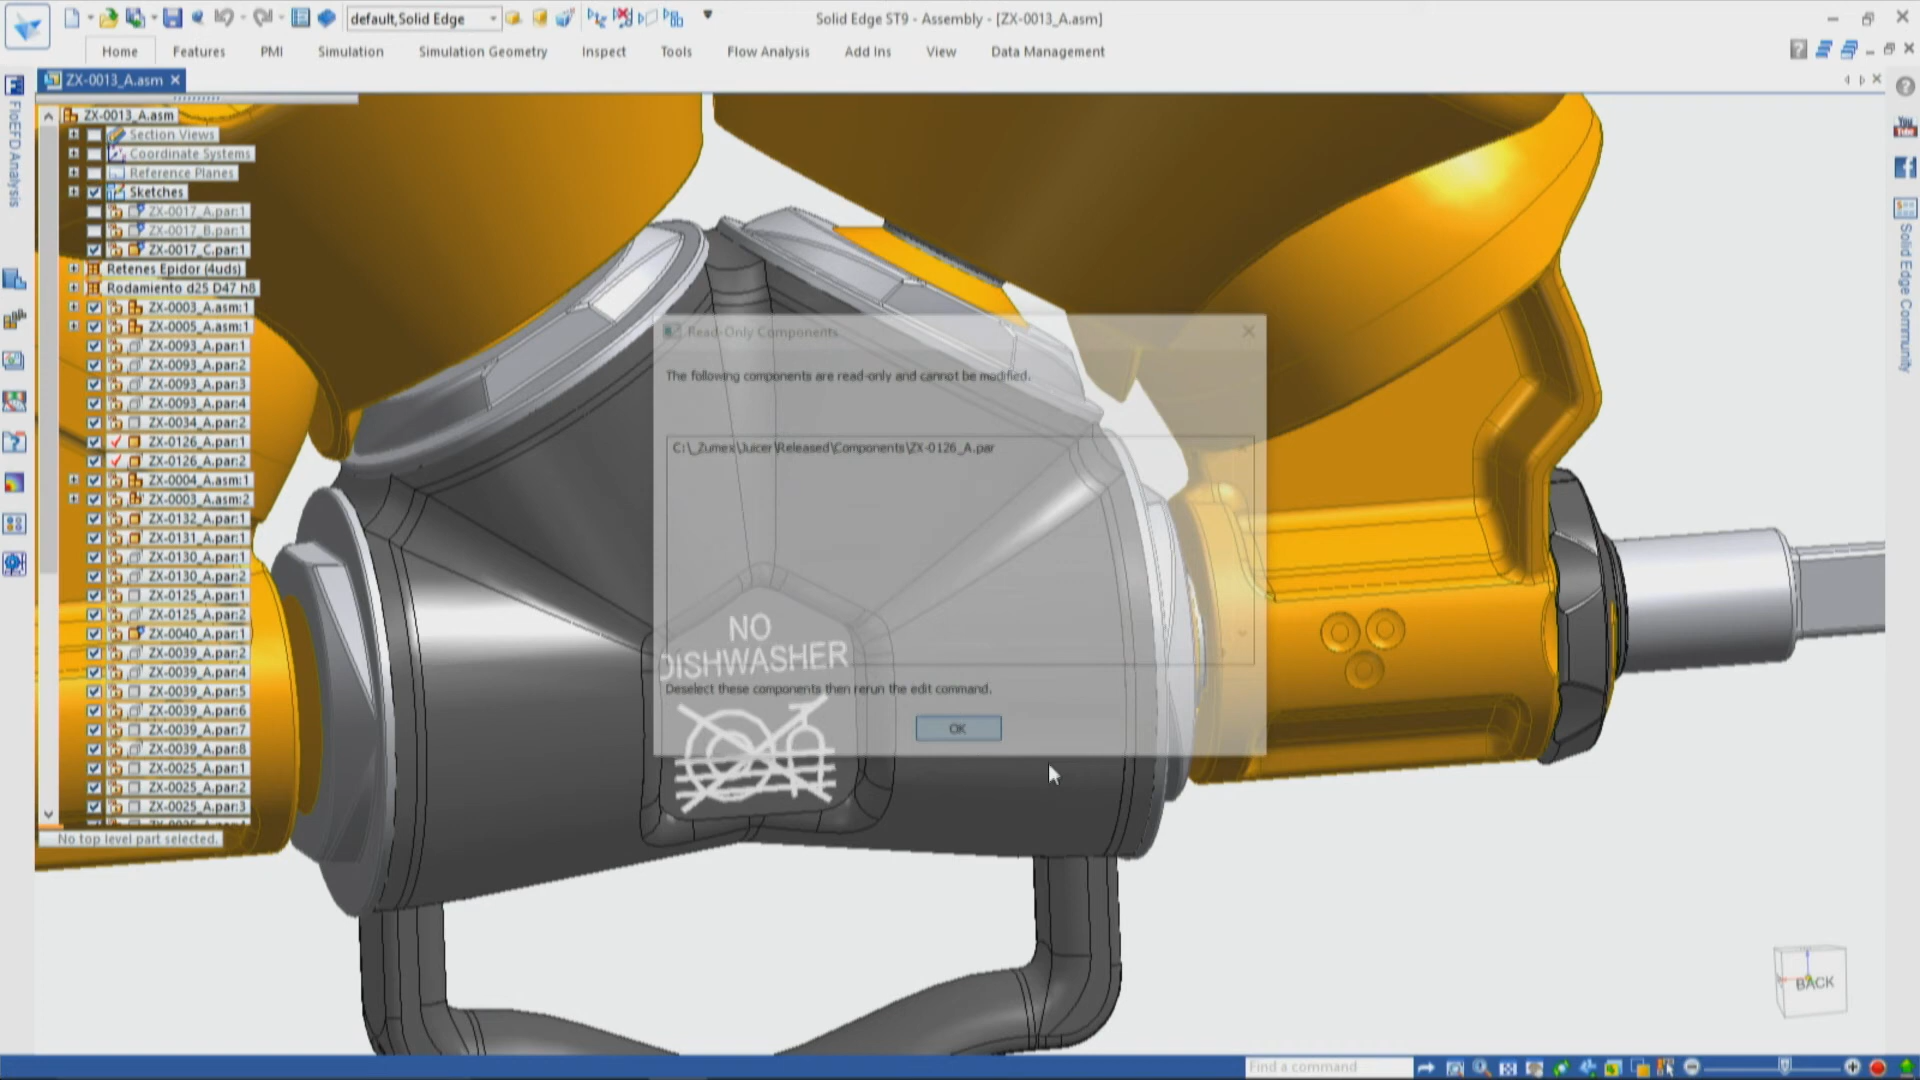 default,Solid Edge
Solid Edge ST9 - Assembly - [ZX-0013_A.asm]
Home
Features
PMI
Simulation
Simulation Geometry
Inspect
Tools
Flow Analysis
Add Ins
View
Data Management
ZX-0013_A.asm
FloEFD Analysis
ZX-0013_A.asm
Section Views
Coordinate Systems
Reference Planes
Sketches
ZX-0017_A.par:1
ZX-0017_B.par:1
ZX-0017_C.par:1
Retenes Epidor (4uds)
Rodamiento d25 D47 h8
ZX-0003_A.asm:1
ZX-0005_A.asm:1
ZX-0093_A.par:1
ZX-0093_A.par:2
ZX-0093_A.par:3
ZX-0093_A.par:4
ZX-0034_A.par:2
ZX-0126_A.par:1
ZX-0126_A.par:2
ZX-0004_A.asm:1
ZX-0003_A.asm:2
ZX-0132_A.par:1
ZX-0131_A.par:1
ZX-0130_A.par:1
ZX-0130_A.par:2
ZX-0125_A.par:1
ZX-0125_A.par:2
ZX-0040_A.par:1
ZX-0039_A.par:2
ZX-0039_A.par:4
ZX-0039_A.par:5
ZX-0039_A.par:6
ZX-0039_A.par:7
ZX-0039_A.par:8
ZX-0025_A.par:1
ZX-0025_A.par:2
ZX-0025_A.par:3
No top level part selected.
Read-Only Components
The following components are read-only and cannot be modified.
C:\_Zumex\Juicer\Released\Components\ZX-0126_A.par
Deselect these components then rerun the edit command.
OK
NO
DISHWASHER
You
Tube
Solid Edge Community
BACK
Find a command